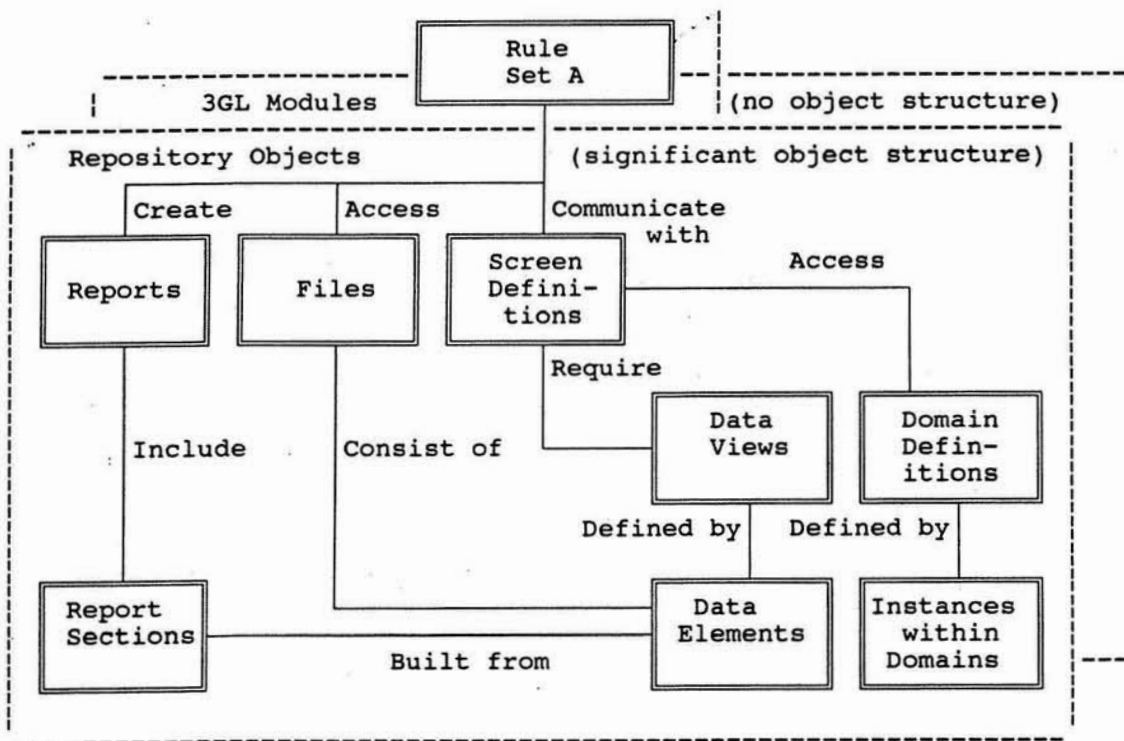 Rule
Set A
3GL Modules
(no object structure)
Repository Objects
(significant object structure)
Create
Access
Communicate
with
Access
Reports
Files
Screen
Defini-
tions
Require
Include
Consist of
Data
Views
Domain
Defin-
itions
Defined by
Defined by
Report
Sections
Data
Elements
Instances
within
Domains
Built from